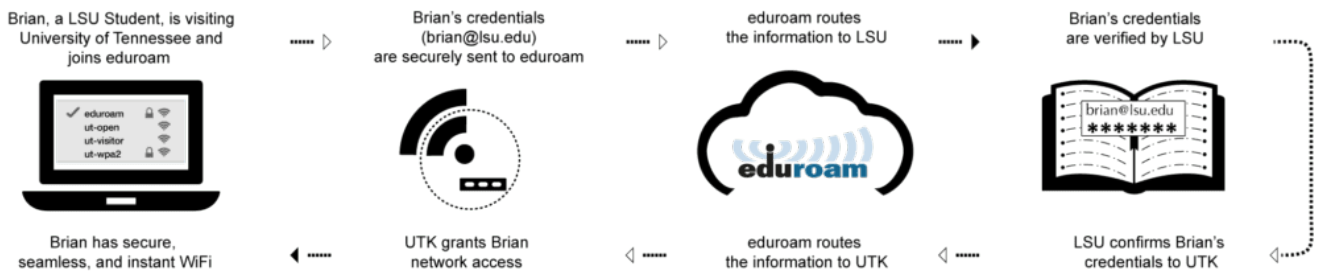 Brian, a LSU Student, is visiting
University of Tennessee and
joins eduroam
Brian's credentials
(brian@lsu.edu)
are securely sent to eduroam
eduroam routes
the information to LSU
Brian's credentials
are verified by LSU
eduroam
ut-open
ut-visitor
ut-wpa2
eduroam
brian@lsu.edu
*******
Brian has secure,
seamless, and instant WiFi
UTK grants Brian
network access
eduroam routes
the information to UTK
LSU confirms Brian's
credentials to UTK